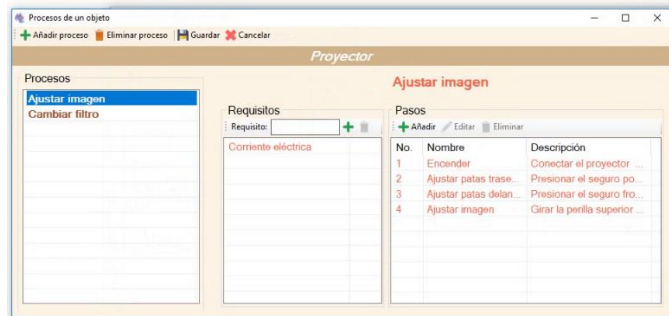 Procesos de un objeto
Añadir proceso Eliminar proceso Guardar Cancelar
Proyector
Procesos
Ajustar imagen
Cambiar filtro
Ajustar imagen
Requisitos
Requisito:
Corriente eléctrica
Pasos
Añadir Editar Eliminar
No. Nombre Descripción
1 Encender Conectar el proyector ...
2 Ajustar patas trase... Presionar el seguro po...
3 Ajustar patas delan... Presionar el seguro fro...
4 Ajustar imagen Girar la perilla superior ...